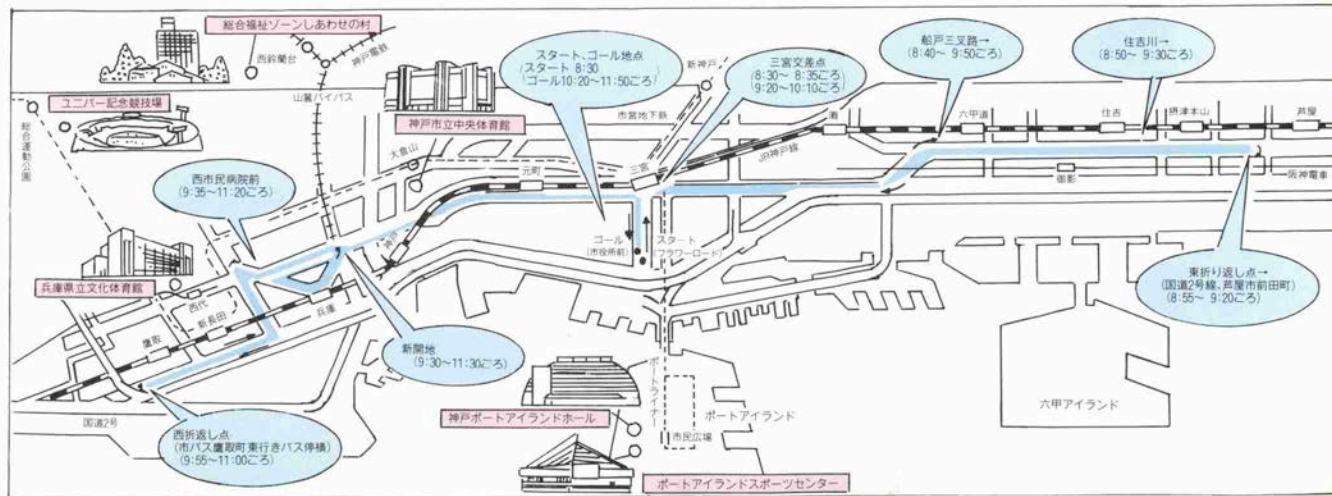 総合福祉ゾーンしあわせの村
西鈴蘭台
神戸電鉄
山麓バイパス
ユニバー記念競技場
総合運動公園
神戸市立中央体育館
大倉山
スタート、ゴール地点
(スタート 8:30
ゴール10:20〜11:50ごろ)
新神戸
市営地下鉄
三宮交差点
(8:30〜 8:35ごろ
9:20〜10:10ごろ)
船戸三叉路→
(8:40〜 9:50ごろ)
住吉川→
(8:50〜 9:30ごろ)
灘
六甲道
住吉
摂津本山
芦屋
JR神戸線
御影
阪神電車
元町
三宮
神戸
西市民病院前
(9:35〜11:20ごろ)
ゴール
(市役所前)
スタート
(フラワーロード)
東折り返し点→
(国道2号線、芦屋市前田町)
(8:55〜 9:20ごろ)
兵庫県立文化体育館
西代
新長田
鷹取
兵庫
新開地
(9:30〜11:30ごろ)
国道2号
西折返し点
(市バス鷹取町東行きバス停横)
(9:55〜11:00ごろ)
神戸ポートアイランドホール
ポートライナー
ポートアイランド
市民広場
六甲アイランド
ポートアイランドスポーツセンター